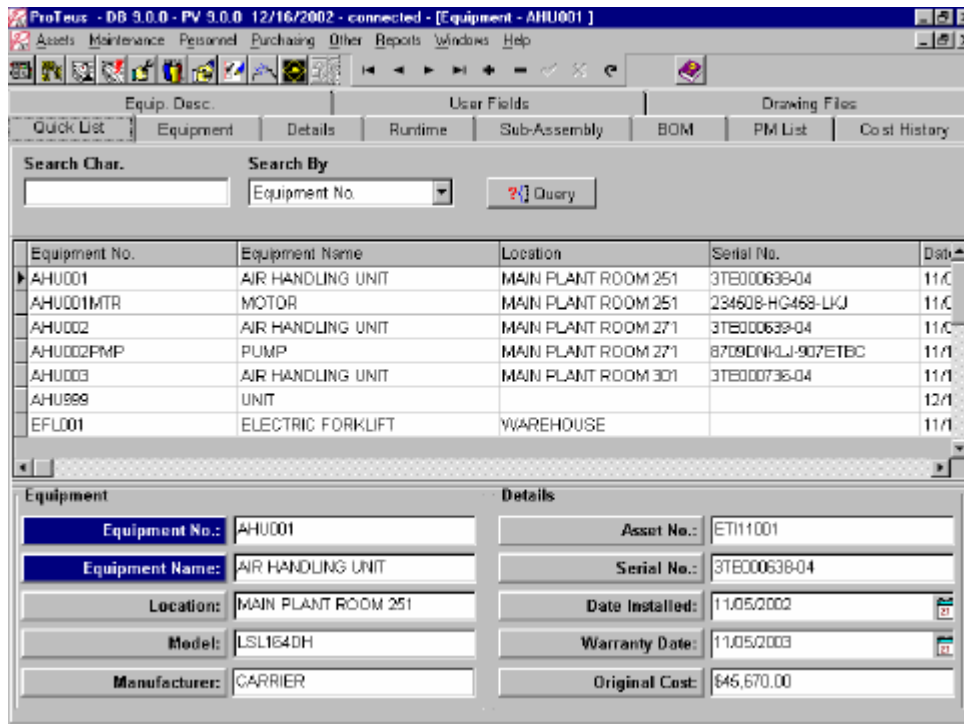 ProTeus - DB 9.0.0 - PV 9.0.0 12/16/2002 - connected - [Equipment - AHU001 ]
Assets Maintenance Personnel Purchasing Other Reports Windows Help
Equip. Desc. User Fields Drawing Files
Quick List Equipment Details Runtime Sub-Assembly BOM PM List Cost History
Search Char. Search By
Equipment No. Query
Equipment No. Equipment Name Location Serial No.
AHU001 AIR HANDLING UNIT MAIN PLANT ROOM 251 3TE000638-04
AHU001MTR MOTOR MAIN PLANT ROOM 251 234508-HG458-LKJ
AHU002 AIR HANDLING UNIT MAIN PLANT ROOM 271 3TE000639-04
AHU002PMP PUMP MAIN PLANT ROOM 271 8709DNKLJ-907ETBC
AHU003 AIR HANDLING UNIT MAIN PLANT ROOM 301 3TE000736-04
AHU999 UNIT
EFL001 ELECTRIC FORKLIFT WAREHOUSE
Equipment Details
Equipment No.: AHU001 Asset No.: ETI11001
Equipment Name: AIR HANDLING UNIT Serial No.: 3TE000638-04
Location: MAIN PLANT ROOM 251 Date Installed: 11/05/2002
Model: LSL164DH Warranty Date: 11/05/2003
Manufacturer: CARRIER Original Cost: $45,670.00